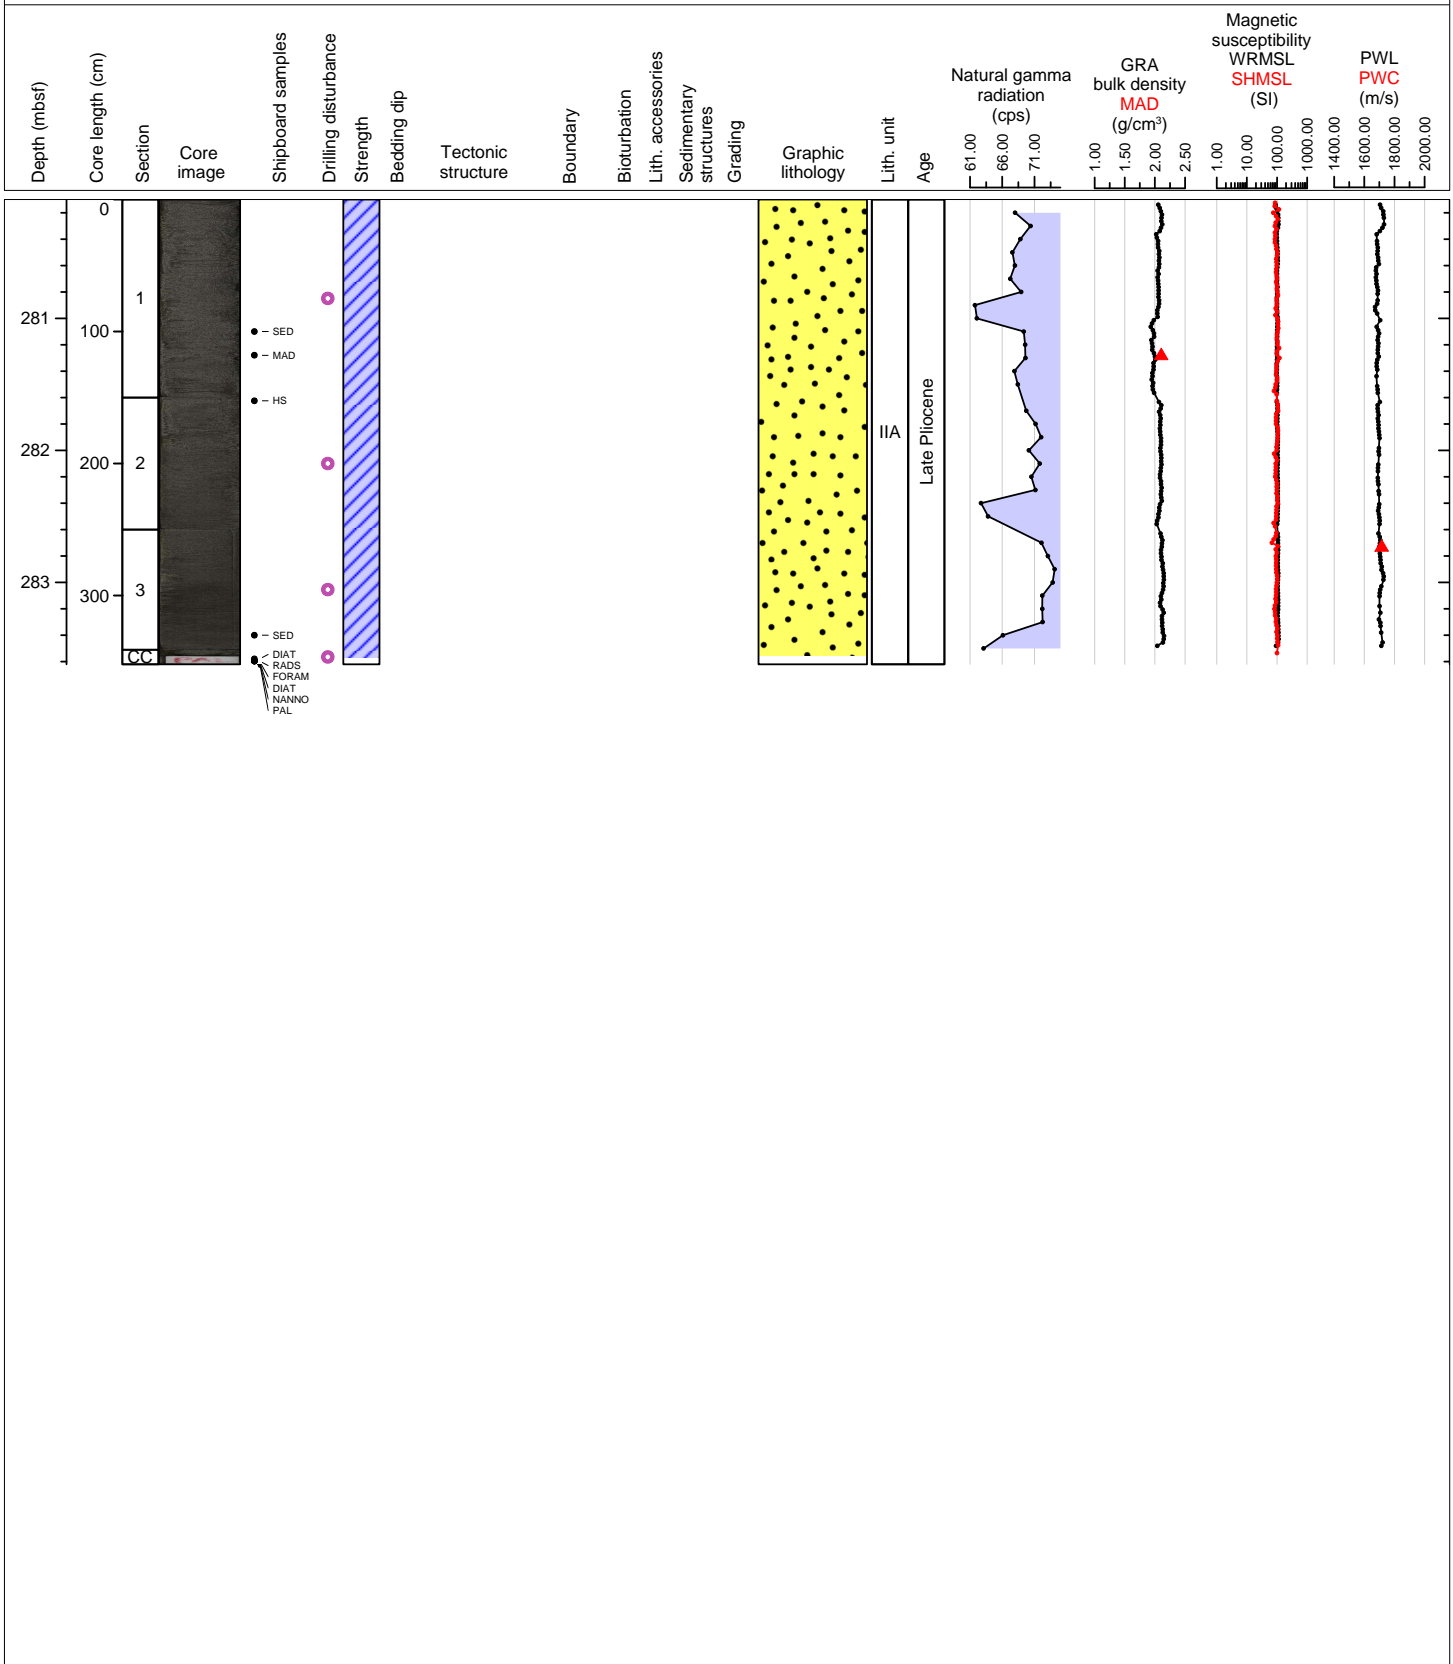 Depth (mbsf)
Core length (cm)
Section
Core
image
Shipboard samples
Drilling disturbance
Strength
Bedding dip
Tectonic
structure
Boundary
Bioturbation
Lith. accessories
Sedimentary
structures
Grading
Graphic
lithology
Lith. unit
Age
Natural gamma
radiation
(cps)
61.00
66.00
71.00
GRA
bulk density
MAD
(g/cm³)
1.00
1.50
2.00
2.50
Magnetic
susceptibility
WRMSL
SHMSL
(SI)
1.00
10.00
100.00
1000.00
PWL
PWC
(m/s)
1400.00
1600.00
1800.00
2000.00
0
1
281
100
SED
MAD
HS
282
200
2
IIA
Late Pliocene
283
300
3
SED
CC
DIAT
RADS
FORAM
DIAT
NANNO
PAL